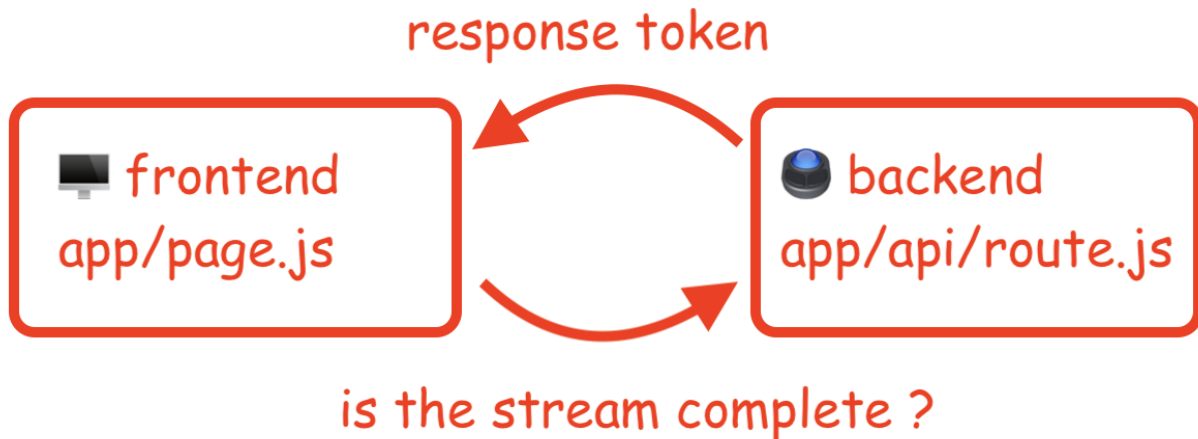 response token
frontend
app/page.js
backend
app/api/route.js
is the stream complete ?